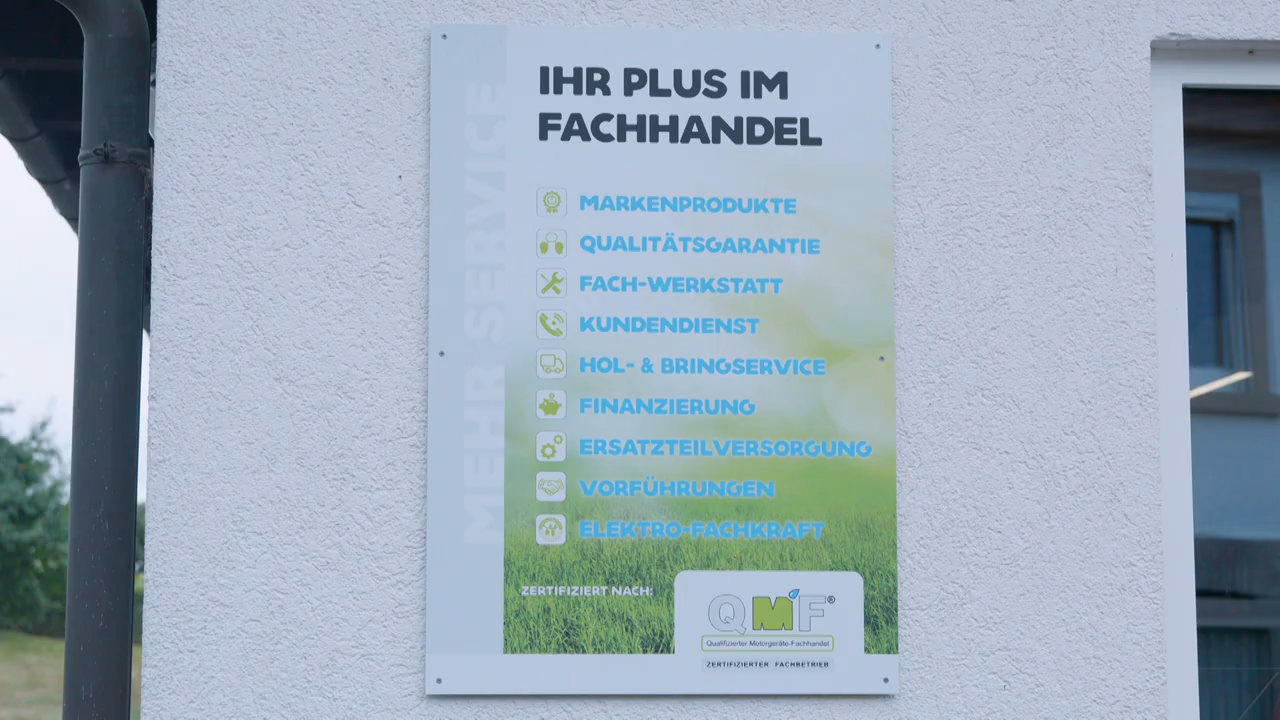 IHR PLUS IM
FACHHANDEL
MEHR SERVICE
MARKENPRODUKTE
QUALITÄTSGARANTIE
FACH-WERKSTATT
KUNDENDIENST
HOL- & BRINGSERVICE
FINANZIERUNG
ERSATZTEILVERSORGUNG
VORFÜHRUNGEN
ELEKTRO-FACHKRAFT
ZERTIFIZIERT NACH:
QMF®
Qualifizierter Motorgeräte-Fachhandel
ZERTIFIZIERTER FACHBETRIEB